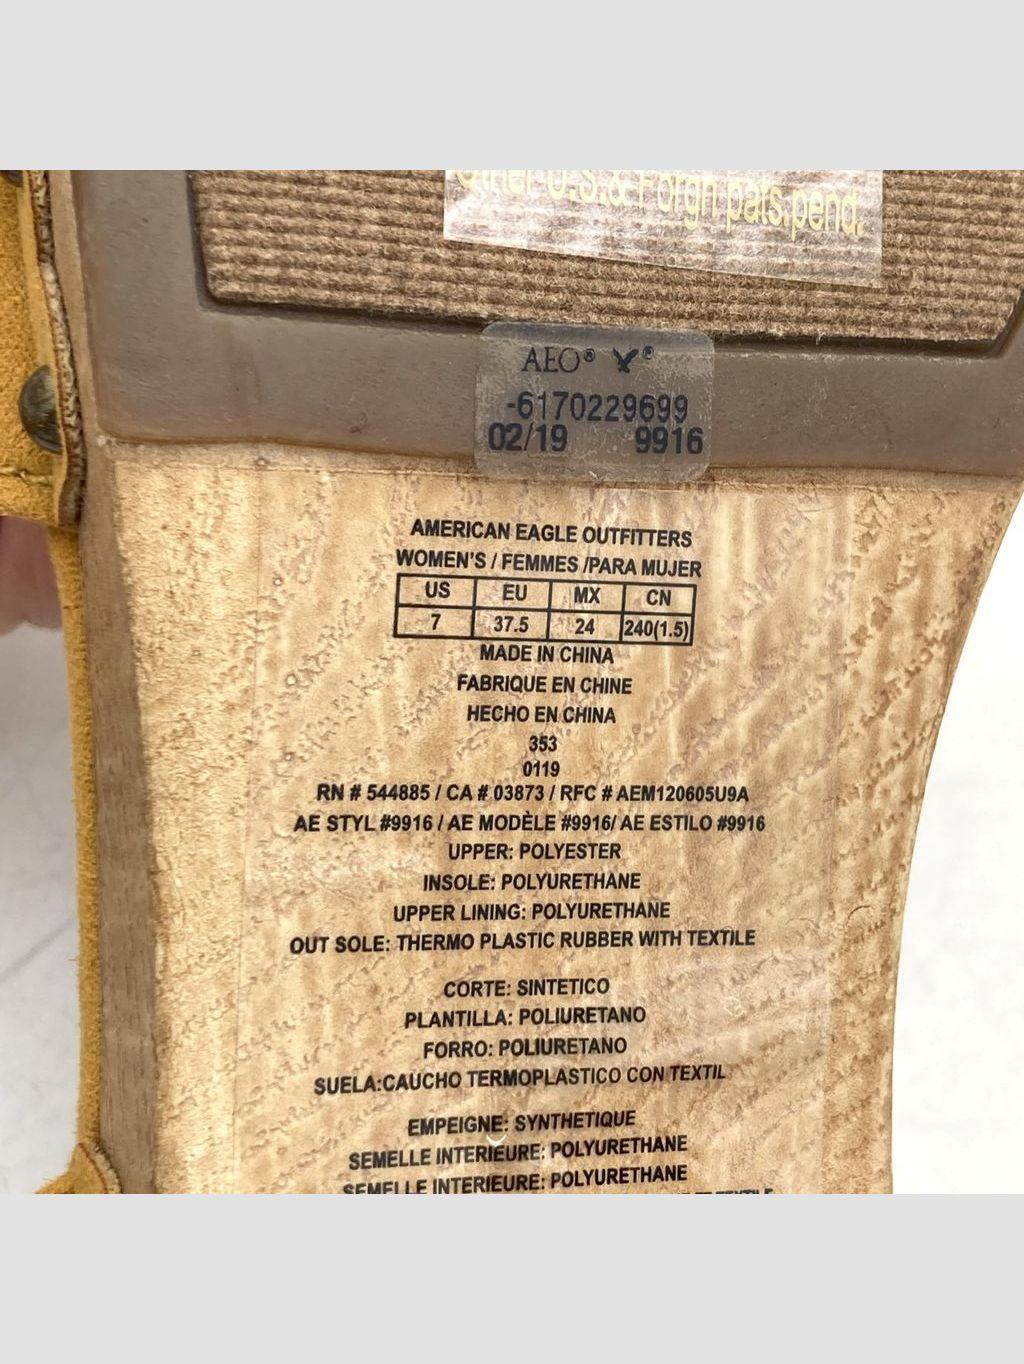 Other U.S.& Forgn pats.pend.
AEO® ®
-6170229699
02/19 9916
AMERICAN EAGLE OUTFITTERS
WOMEN'S / FEMMES /PARA MUJER
US EU MX CN
7 37.5 24 240(1.5)
MADE IN CHINA
FABRIQUE EN CHINE
HECHO EN CHINA
353
0119
RN # 544885 / CA # 03873 / RFC # AEM120605U9A
AE STYL #9916 / AE MODÈLE #9916/ AE ESTILO #9916
UPPER: POLYESTER
INSOLE: POLYURETHANE
UPPER LINING: POLYURETHANE
OUT SOLE: THERMO PLASTIC RUBBER WITH TEXTILE
CORTE: SINTETICO
PLANTILLA: POLIURETANO
FORRO: POLIURETANO
SUELA:CAUCHO TERMOPLASTICO CON TEXTIL
EMPEIGNE: SYNTHETIQUE
SEMELLE INTERIEURE: POLYURETHANE
SEMELLE INTERIEURE: POLYURETHANE